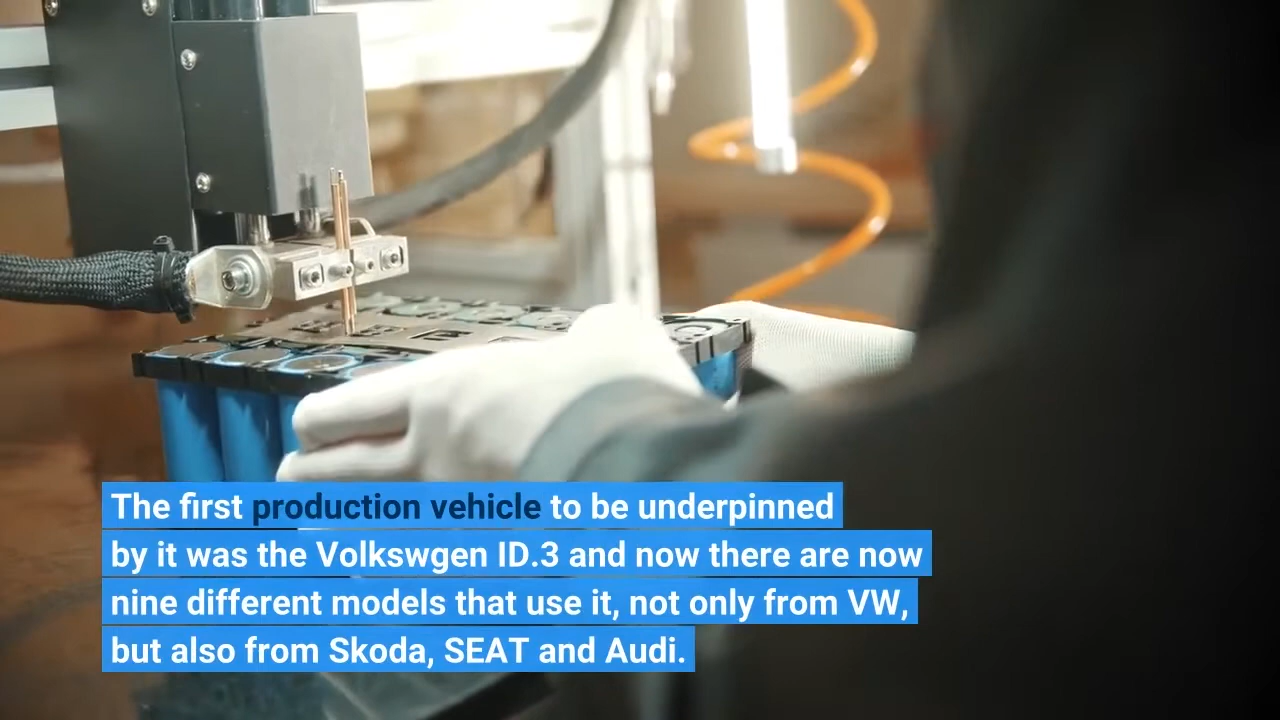 The first production vehicle to be underpinned
by it was the Volkswgen ID.3 and now there are now
nine different models that use it, not only from VW,
but also from Skoda, SEAT and Audi.